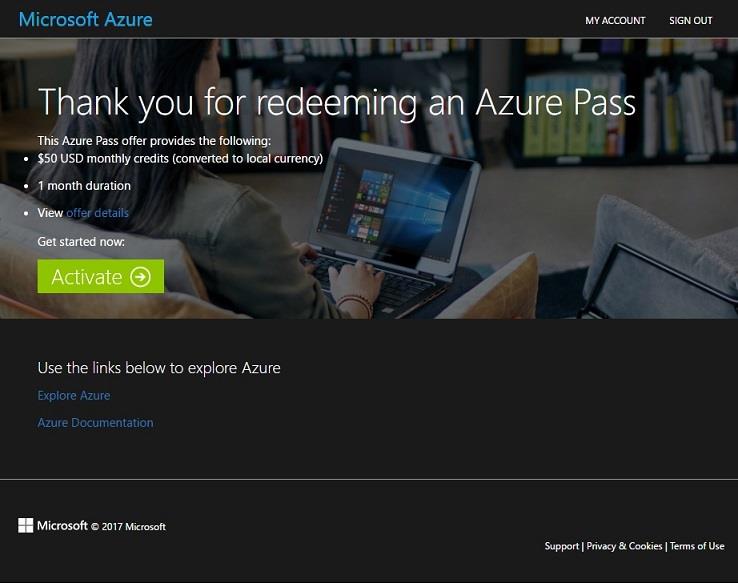 Microsoft Azure
MY ACCOUNT
SIGN OUT
Thank you for redeeming an Azure Pass
This Azure Pass offer provides the following:
• $50 USD monthly credits (converted to local currency)
• 1 month duration
• View offer details
Get started now:
Activate
Use the links below to explore Azure
Explore Azure
Azure Documentation
Microsoft © 2017 Microsoft
Support | Privacy & Cookies | Terms of Use